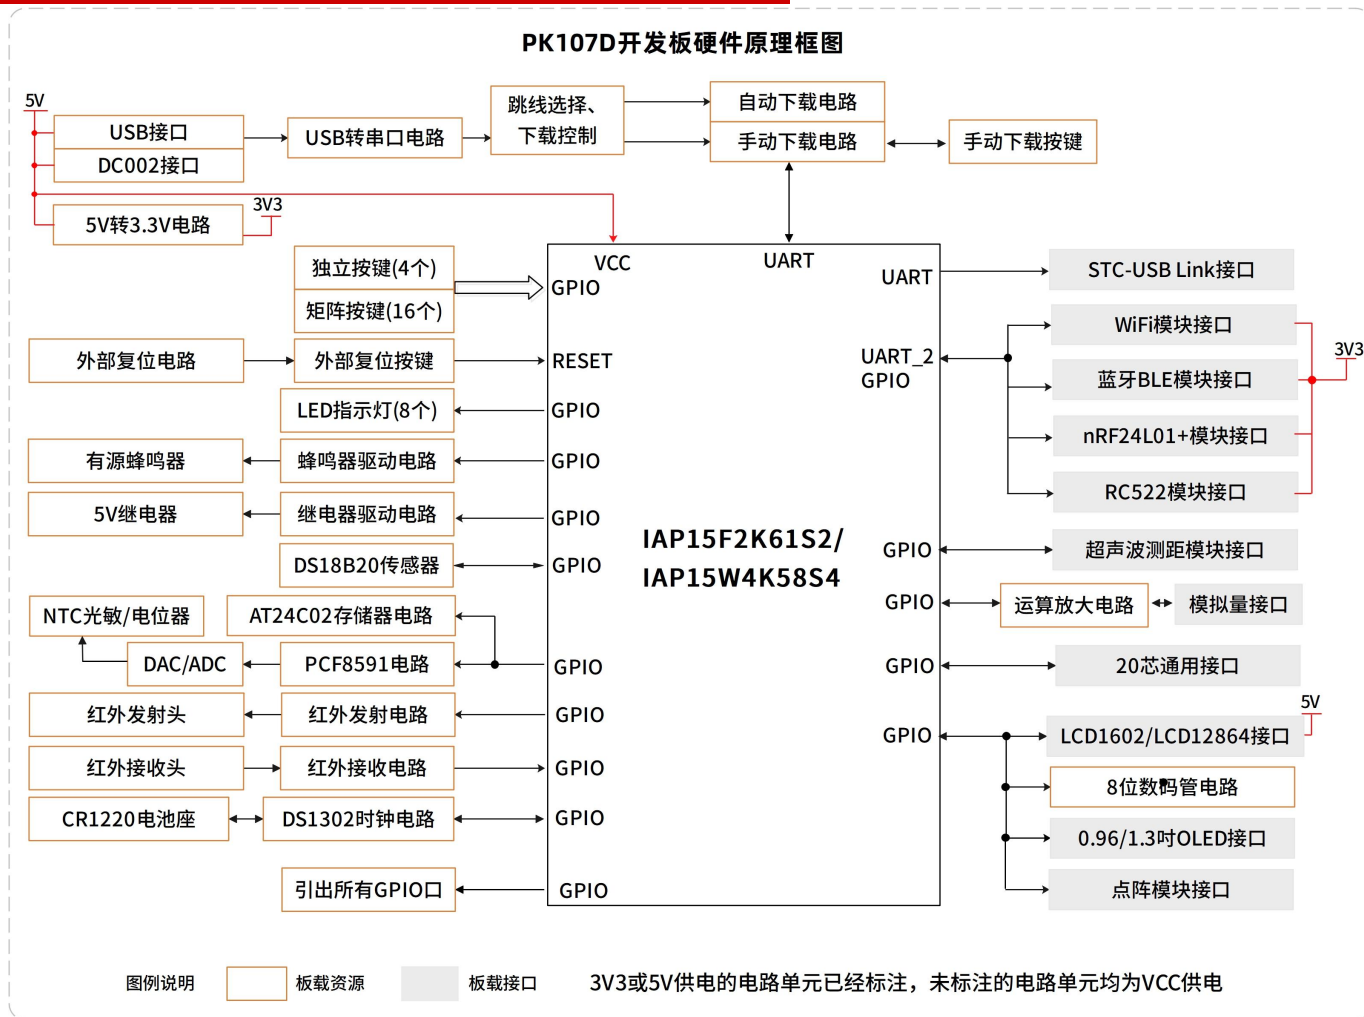 PK107D开发板硬件原理框图
5V
USB接口
DC002接口
USB转串口电路
跳线选择、
下载控制
自动下载电路
手动下载电路
手动下载按键
5V转3.3V电路
3V3
VCC
UART
独立按键(4个)
矩阵按键(16个)
GPIO
外部复位电路
外部复位按键
RESET
LED指示灯(8个)
GPIO
有源蜂鸣器
蜂鸣器驱动电路
GPIO
5V继电器
继电器驱动电路
GPIO
DS18B20传感器
GPIO
NTC光敏/电位器
AT24C02存储器电路
DAC/ADC
PCF8591电路
GPIO
红外发射头
红外发射电路
GPIO
红外接收头
红外接收电路
GPIO
CR1220电池座
DS1302时钟电路
GPIO
引出所有GPIO口
GPIO
IAP15F2K61S2/
IAP15W4K58S4
UART
STC-USB Link接口
UART_2
GPIO
WiFi模块接口
蓝牙BLE模块接口
nRF24L01+模块接口
RC522模块接口
3V3
GPIO
超声波测距模块接口
GPIO
运算放大电路
模拟量接口
GPIO
20芯通用接口
5V
GPIO
LCD1602/LCD12864接口
8位数码管电路
0.96/1.3吋OLED接口
点阵模块接口
图例说明
板载资源
板载接口
3V3或5V供电的电路单元已经标注，未标注的电路单元均为VCC供电